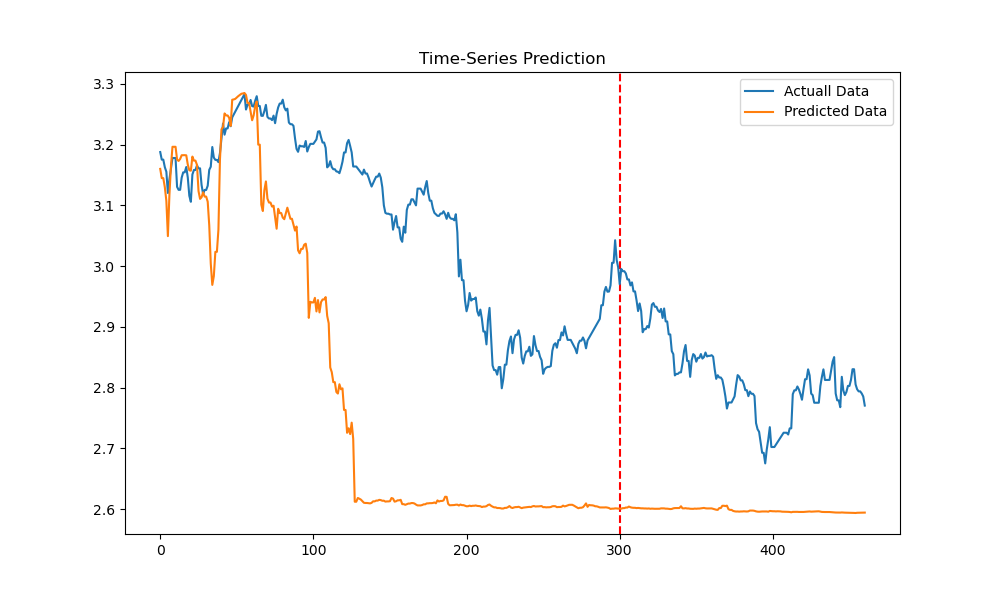 Time-Series Prediction
Actuall Data
Predicted Data
3.3
3.2
3.1
3.0
2.9
2.8
2.7
2.6
0 100 200 300 400